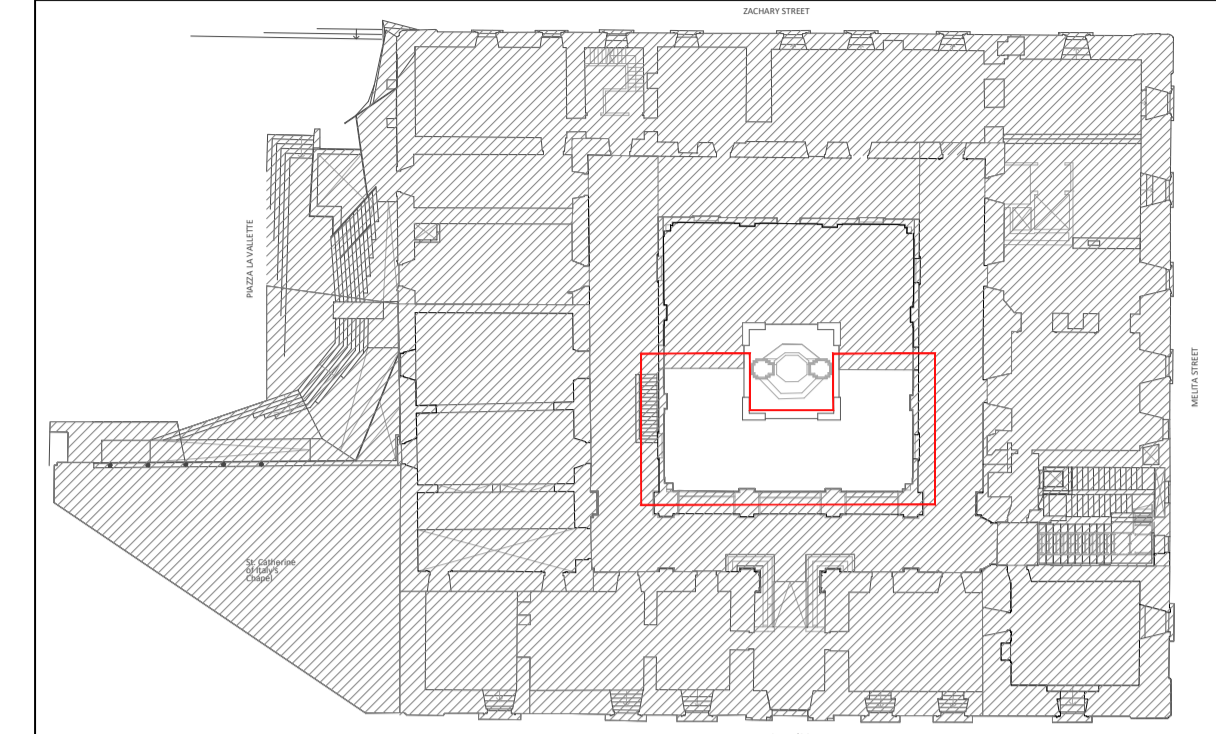 ZACHARY STREET
PIAZZA LA VALLETTE
MELITA STREET
St. Catherine
of Italy's
Chapel